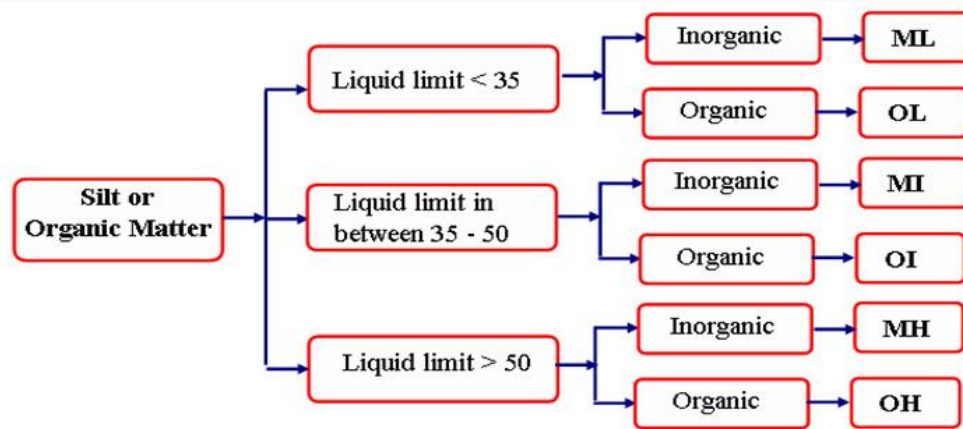 Silt or
Organic Matter
Liquid limit < 35
Inorganic
ML
Organic
OL
Liquid limit in
between 35 - 50
Inorganic
MI
Organic
OI
Liquid limit > 50
Inorganic
MH
Organic
OH